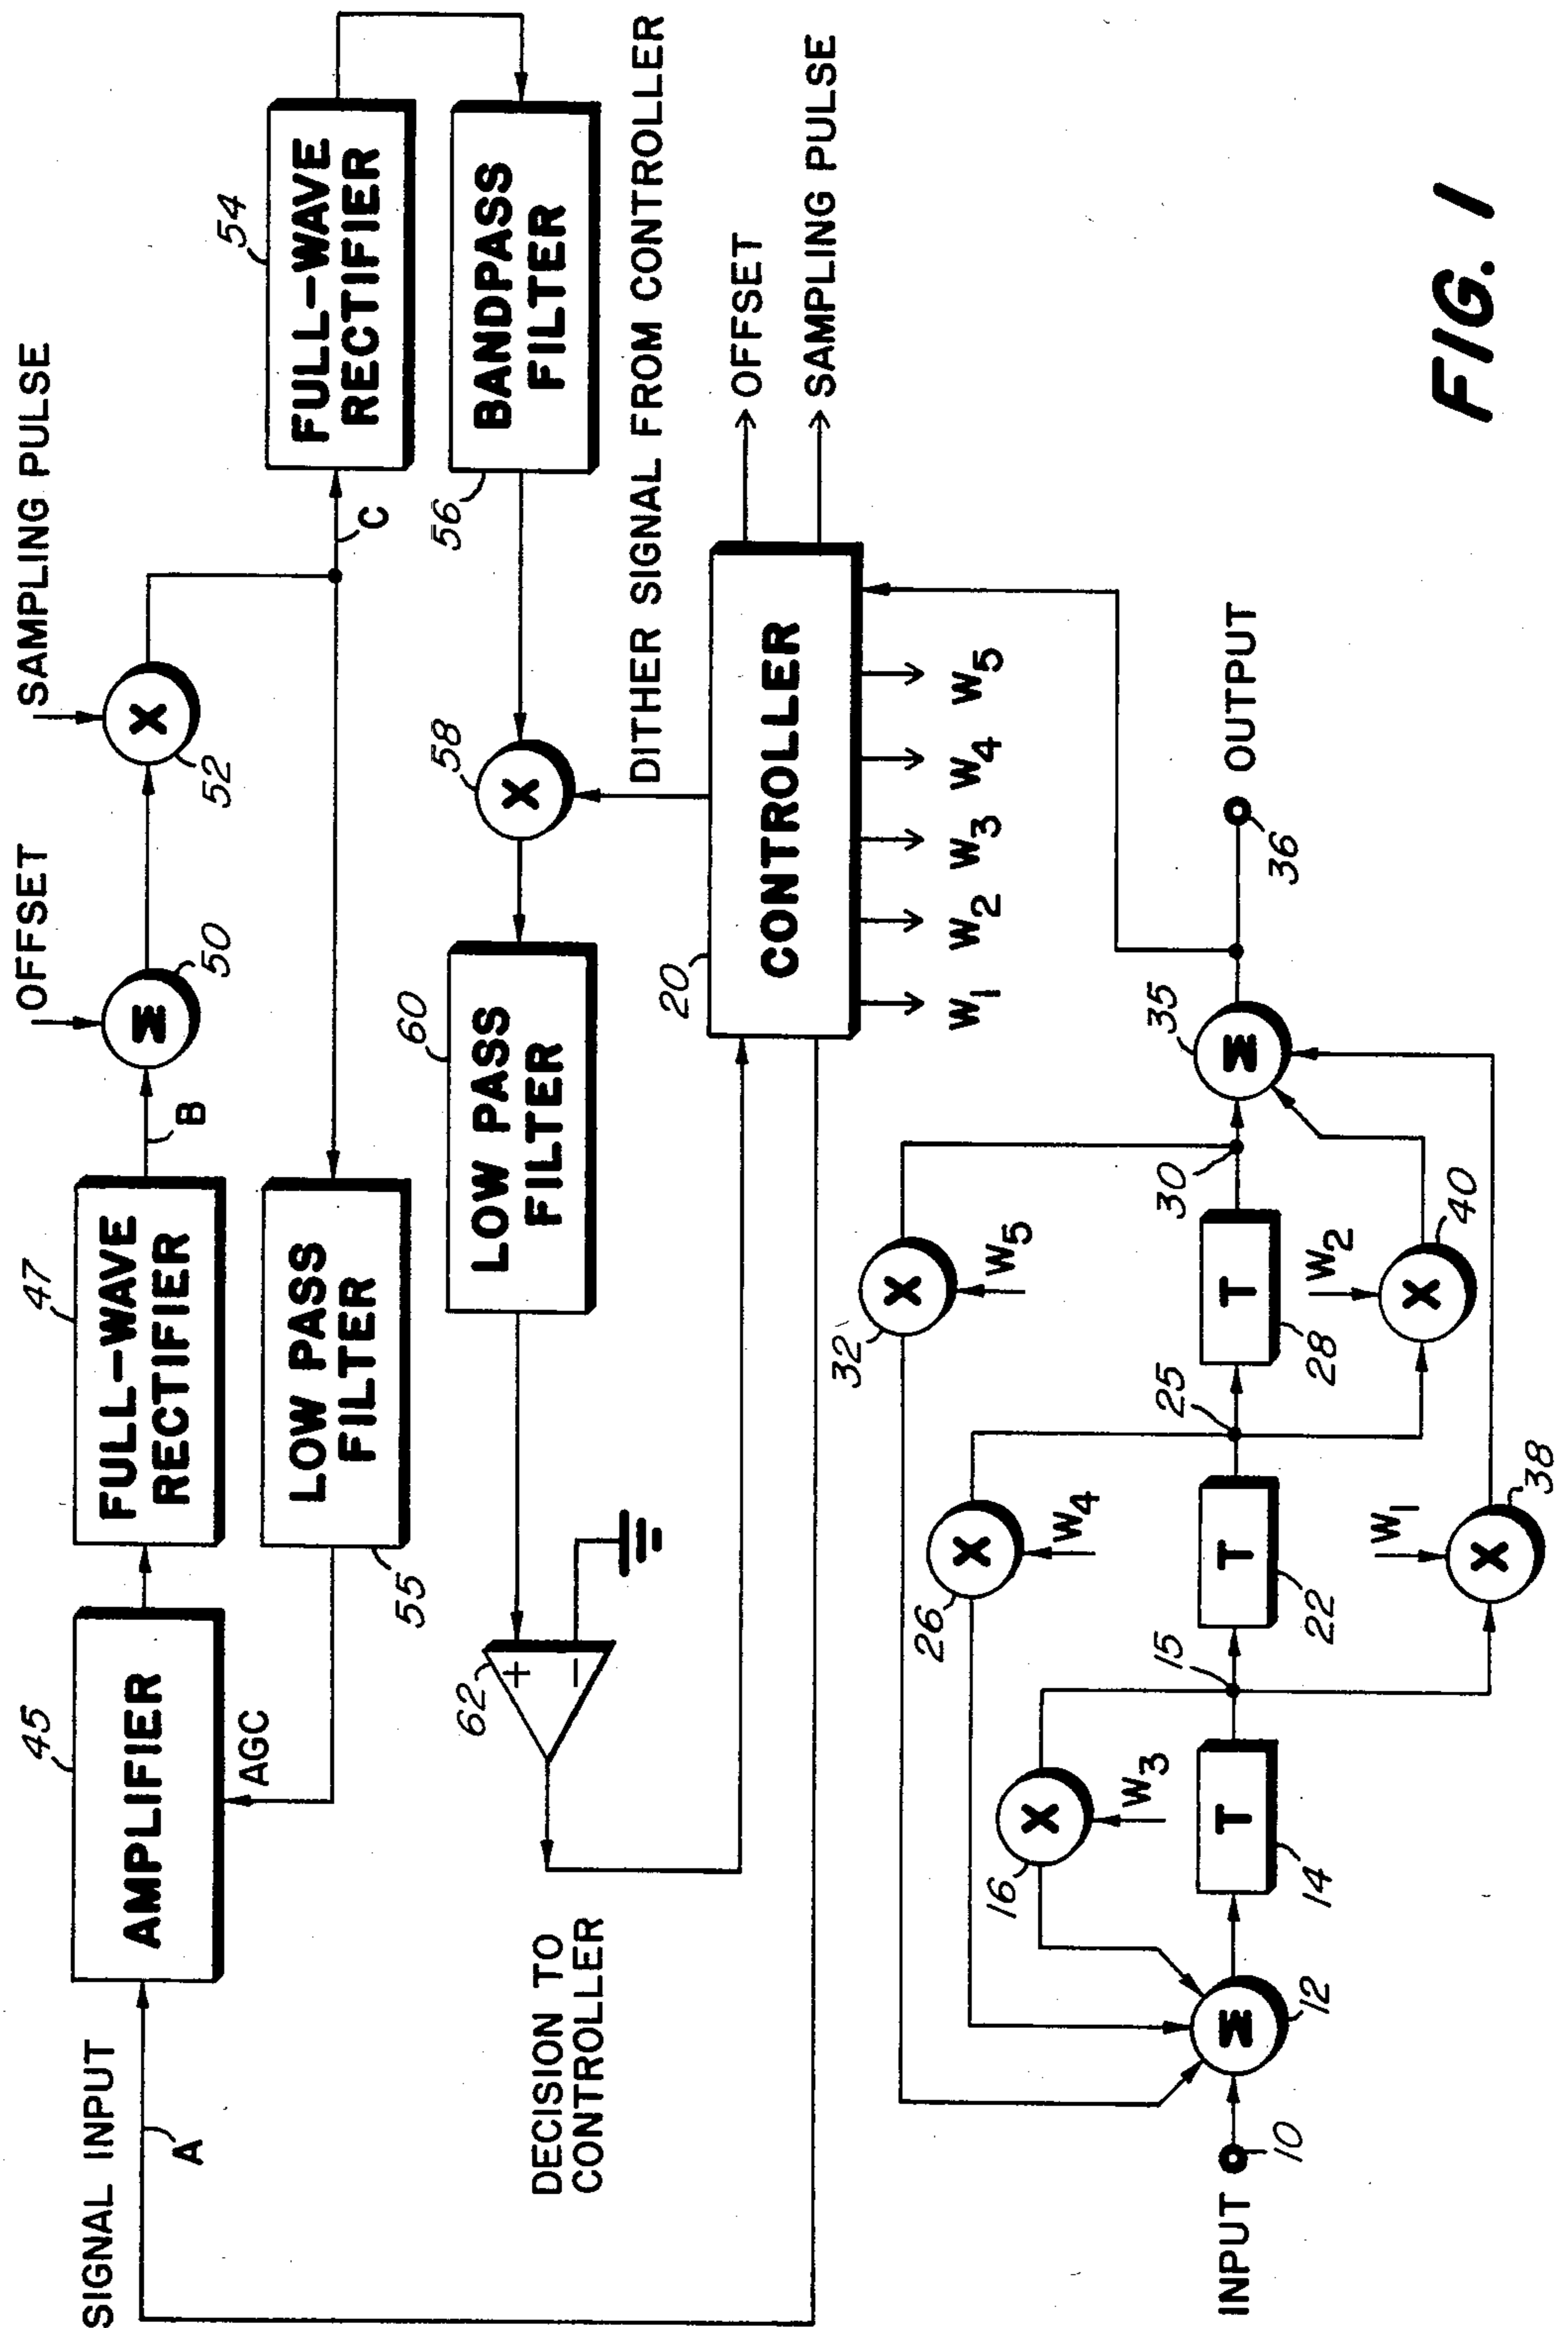 SIGNAL INPUT
A
45
AMPLIFIER
AGC
47
FULL-WAVE
RECTIFIER
B
OFFSET
Σ
50
SAMPLING PULSE
X
52
C
54
FULL-WAVE
RECTIFIER
55
LOW PASS
FILTER
56
BANDPASS
FILTER
58
X
DITHER SIGNAL FROM CONTROLLER
60
LOW PASS
FILTER
62
+
−
DECISION TO
CONTROLLER
20
CONTROLLER
OFFSET
SAMPLING PULSE
W1 W2 W3 W4 W5
INPUT
10
Σ
12
T
14
15
X
16
W3
T
22
25
X
26
W4
T
28
30
X
32
W5
Σ
35
36
OUTPUT
W1
X
38
W2
X
40
FIG. 1